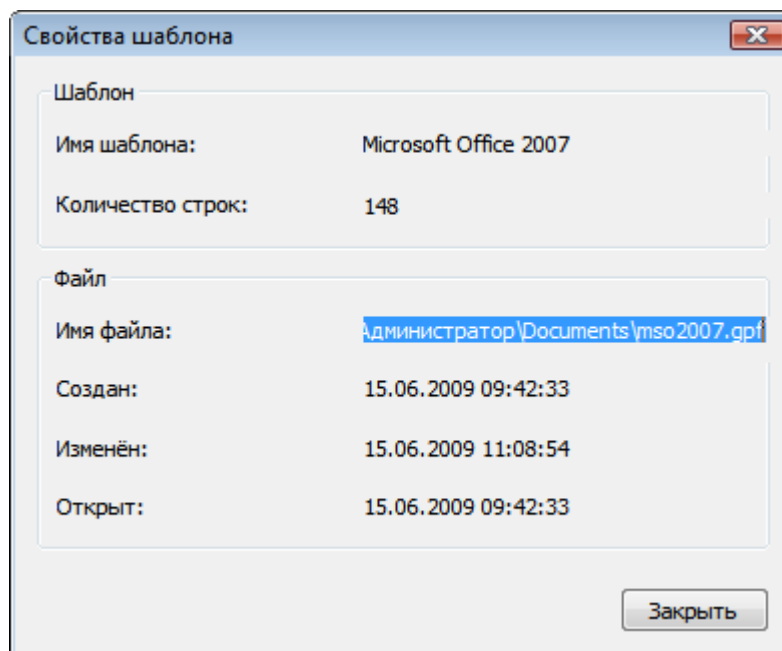 Свойства шаблона
Шаблон
Имя шаблона: Microsoft Office 2007
Количество строк: 148
Файл
Имя файла: Администратор\Documents\mso2007.gpf
Создан: 15.06.2009 09:42:33
Изменён: 15.06.2009 11:08:54
Открыт: 15.06.2009 09:42:33
Закрыть